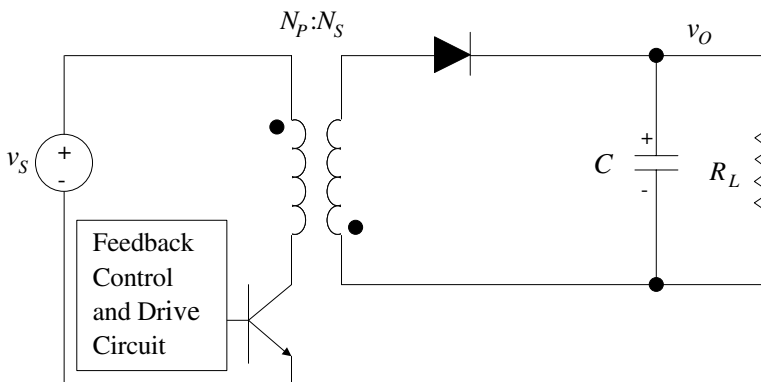 N_P:N_S
v_O
v_S
+
-
+
-
C
R_L
Feedback
Control
and Drive
Circuit